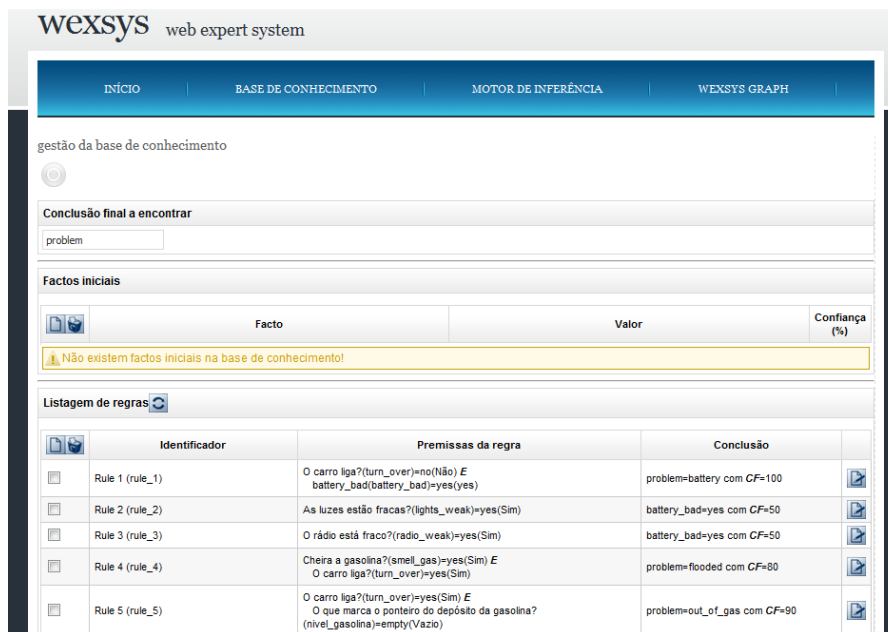 wexsys web expert system
INÍCIO BASE DE CONHECIMENTO MOTOR DE INFERÊNCIA WEXSYS GRAPH
gestão da base de conhecimento
Conclusão final a encontrar
problem
Factos iniciais
Facto Valor Confiança
(%)
Não existem factos iniciais na base de conhecimento!
Listagem de regras
Identificador Premissas da regra Conclusão
Rule 1 (rule_1) O carro liga?(turn_over)=no(Não) E
battery_bad(battery_bad)=yes(yes) problem=battery com CF=100
Rule 2 (rule_2) As luzes estão fracas?(lights_weak)=yes(Sim) battery_bad=yes com CF=50
Rule 3 (rule_3) O rádio está fraco?(radio_weak)=yes(Sim) battery_bad=yes com CF=50
Rule 4 (rule_4) Cheira a gasolina?(smell_gas)=yes(Sim) E
O carro liga?(turn_over)=yes(Sim) problem=flooded com CF=80
Rule 5 (rule_5) O carro liga?(turn_over)=yes(Sim) E
O que marca o ponteiro do depósito da gasolina?
(nivel_gasolina)=empty(Vazio) problem=out_of_gas com CF=90